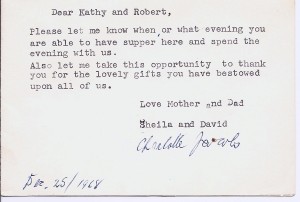 Dear Kathy and Robert,
Please let me know when,or what evening you
are able to have supper here and spend the
evening with us.
Also let me take this opportunity to thank
you for the lovely gifts you have bestowed
upon all of us.
Love Mother and Dad
Sheila and David
Charlotte Jacobs
Dec. 25/1968